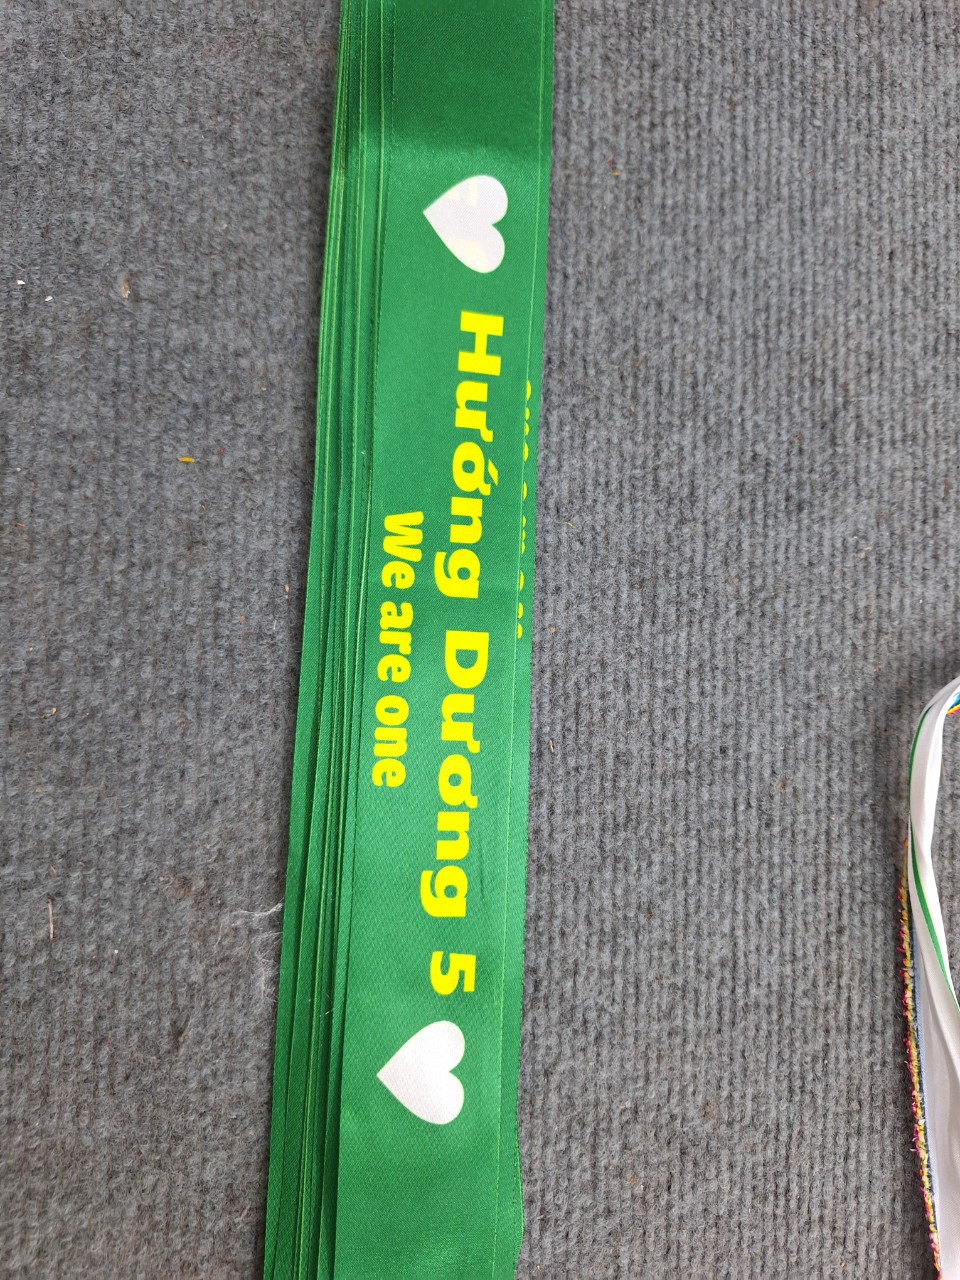 Hướng Dương 5
We are one